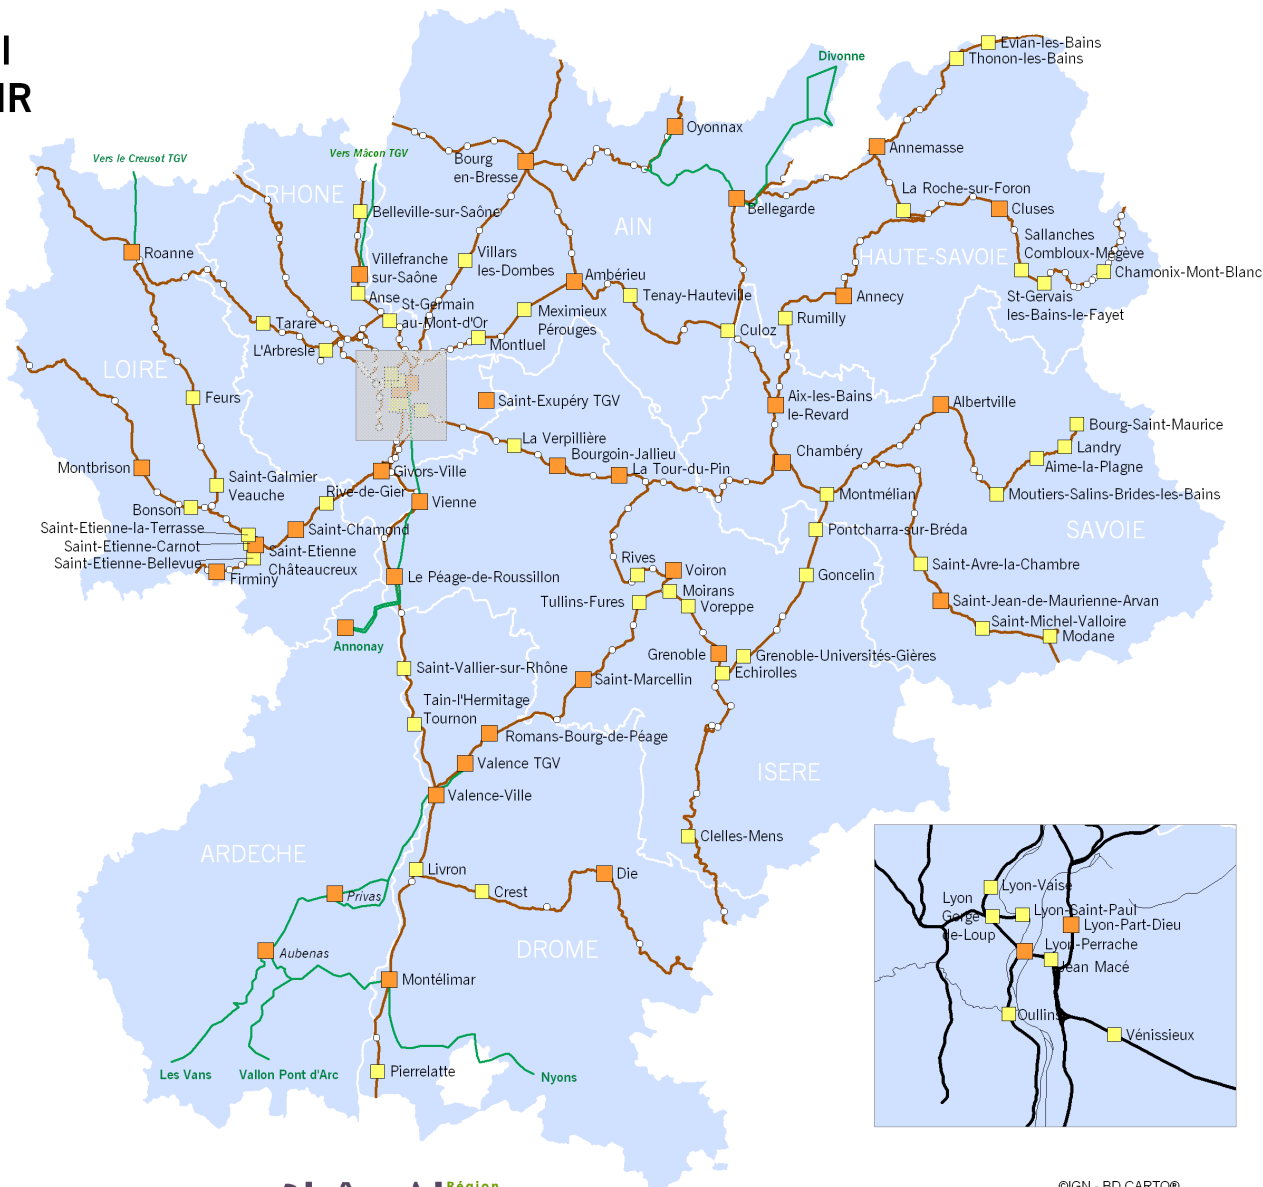 I
IR
Evian-les-Bains
Thonon-les-Bains
Divonne
Oyonnax
Annemasse
Vers le Creusot TGV
Vers Mâcon TGV
Bourg
en-Bresse
RHONE
La Roche-sur-Foron
Bellegarde
Cluses
Belleville-sur-Saône
AIN
Sallanches
Combloux-Megève
Roanne
Villefranche
sur-Saône
Villars
les-Dombes
HAUTE-SAVOIE
Chamonix-Mont-Blanc
Ambérieu
Anse
Tenay-Hauteville
Annecy
St-Gervais
les-Bains-le-Fayet
St-Germain
au-Mont-d'Or
Meximieux
Pérouges
Rumilly
Tarare
Culoz
L'Arbresle
Montluel
LOIRE
Feurs
Saint-Exupéry TGV
Aix-les-Bains
le-Revard
Albertville
Bourg-Saint-Maurice
La Verpillière
Landry
Bourgoin-Jallieu
Chambéry
Aime-la-Plagne
Montbrison
Givors-Ville
La Tour-du-Pin
Saint-Galmier
Veauche
Rive-de-Gier
Montmélian
Moutiers-Salins-Brides-les-Bains
Bonson
Vienne
Saint-Etienne-la-Terrasse
Saint-Chamond
Pontcharra-sur-Bréda
SAVOIE
Saint-Etienne-Carnot
Saint-Etienne
Châteaucreux
Saint-Etienne-Bellevue
Rives
Saint-Avre-la-Chambre
Firminy
Le Péage-de-Roussillon
Voiron
Goncelin
Moirans
Tullins-Fures
Voreppe
Saint-Jean-de-Maurienne-Arvan
Saint-Michel-Valloire
Modane
Annonay
Grenoble
Grenoble-Universités-Gières
Saint-Vallier-sur-Rhône
Echirolles
Saint-Marcellin
Tain-l'Hermitage
Tournon
Romans-Bourg-de-Péage
Valence TGV
ISERE
Valence-Ville
Clelles-Mens
ARDECHE
Livron
Die
Crest
Privas
Lyon-Vaise
Lyon
Gorge
de-Loup
Lyon-Saint-Paul
Lyon-Part-Dieu
Lyon-Perrache
Jean Macé
Aubenas
DROME
Montélimar
Oullins
Vénissieux
Les Vans
Vallon Pont d'Arc
Pierrelatte
Nyons
Région
©IGN - BD CARTO®